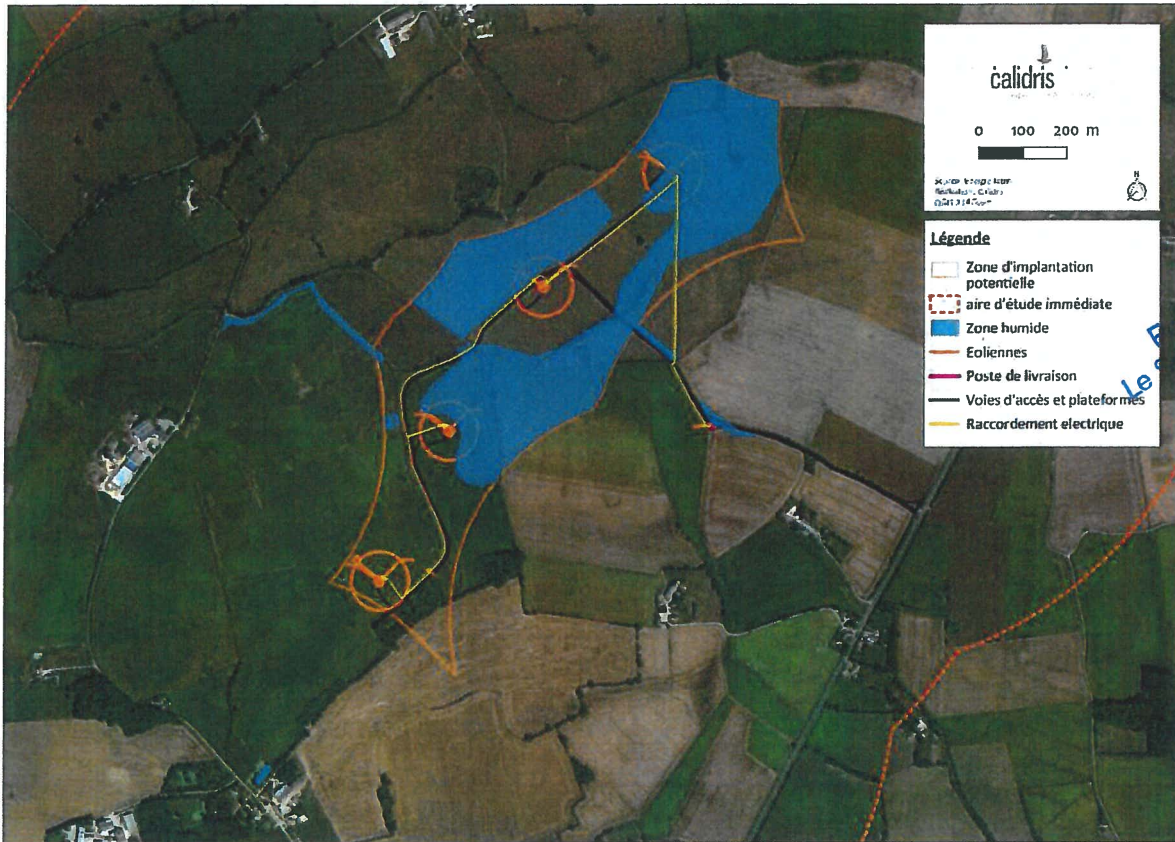 calidris
0 100 200 m
N
Légende
Zone d'implantation
potentielle
aire d'étude immédiate
Zone humide
Eoliennes
Poste de livraison
Voies d'accès et plateformes
Raccordement electrique
Le